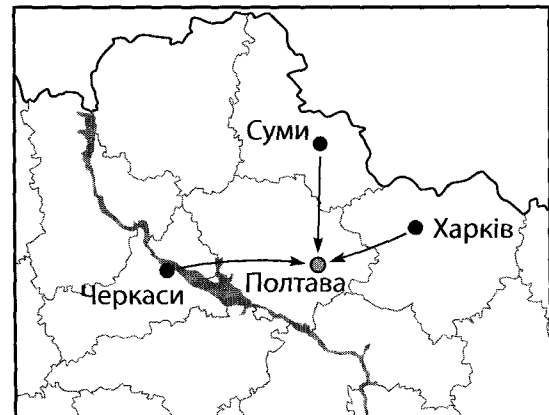 Суми
Харків
Черкаси
Полтава